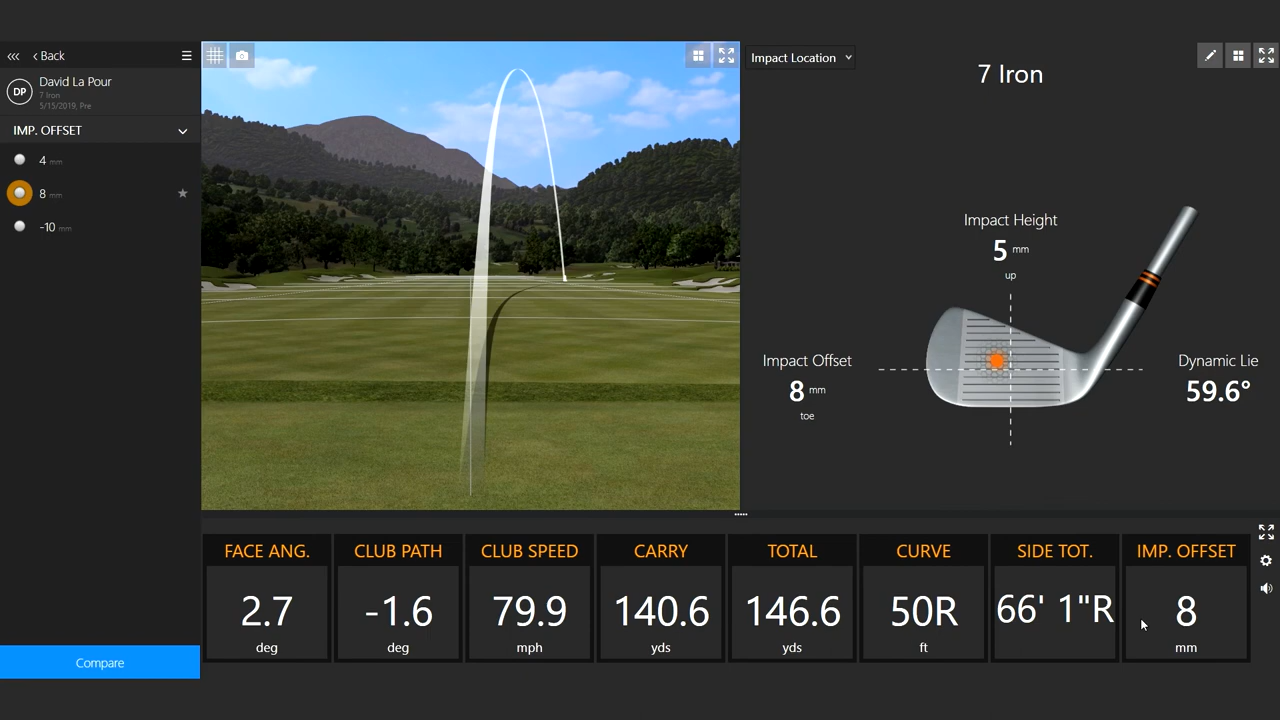 Back
DP
David La Pour
7 Iron
5/15/2019, Pre
IMP. OFFSET
4 mm
8 mm
-10 mm
Compare
Impact Location
7 Iron
Impact Height
5 mm
up
Impact Offset
8 mm
toe
Dynamic Lie
59.6°
FACE ANG. CLUB PATH CLUB SPEED CARRY TOTAL CURVE SIDE TOT. IMP. OFFSET
2.7 -1.6 79.9 140.6 146.6 50R 66' 1"R 8
deg deg mph yds yds ft mm